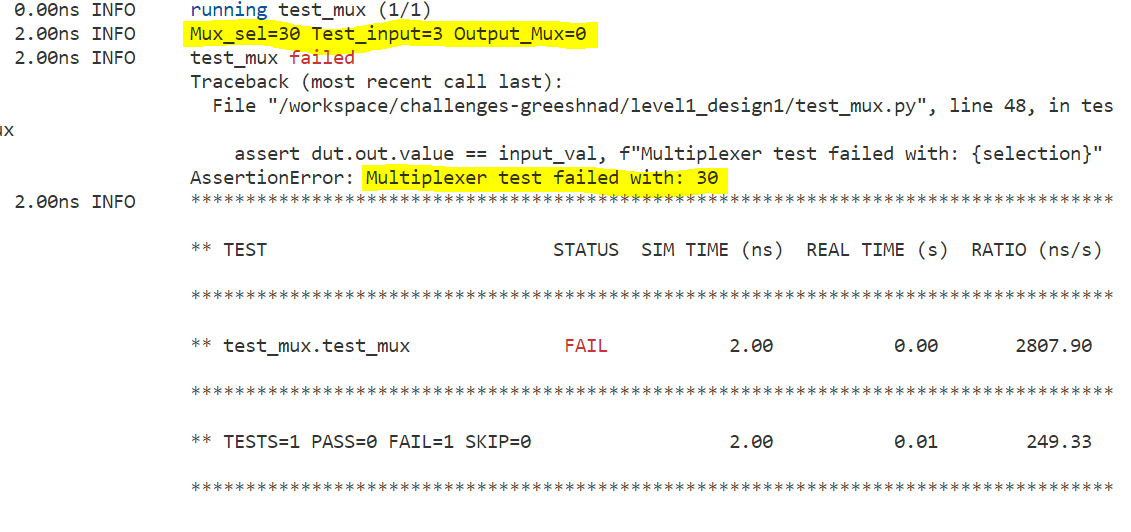 0.00ns INFO running test_mux (1/1)
2.00ns INFO Mux_sel=30 Test_input=3 Output_Mux=0
2.00ns INFO test_mux failed
Traceback (most recent call last):
File "/workspace/challenges-greeshnad/level1_design1/test_mux.py", line 48, in tes
ux
assert dut.out.value == input_val, f"Multiplexer test failed with: {selection}"
AssertionError: Multiplexer test failed with: 30
2.00ns INFO ************************************************************************************
** TEST STATUS SIM TIME (ns) REAL TIME (s) RATIO (ns/s)
************************************************************************************
** test_mux.test_mux FAIL 2.00 0.00 2807.90
************************************************************************************
** TESTS=1 PASS=0 FAIL=1 SKIP=0 2.00 0.01 249.33
************************************************************************************